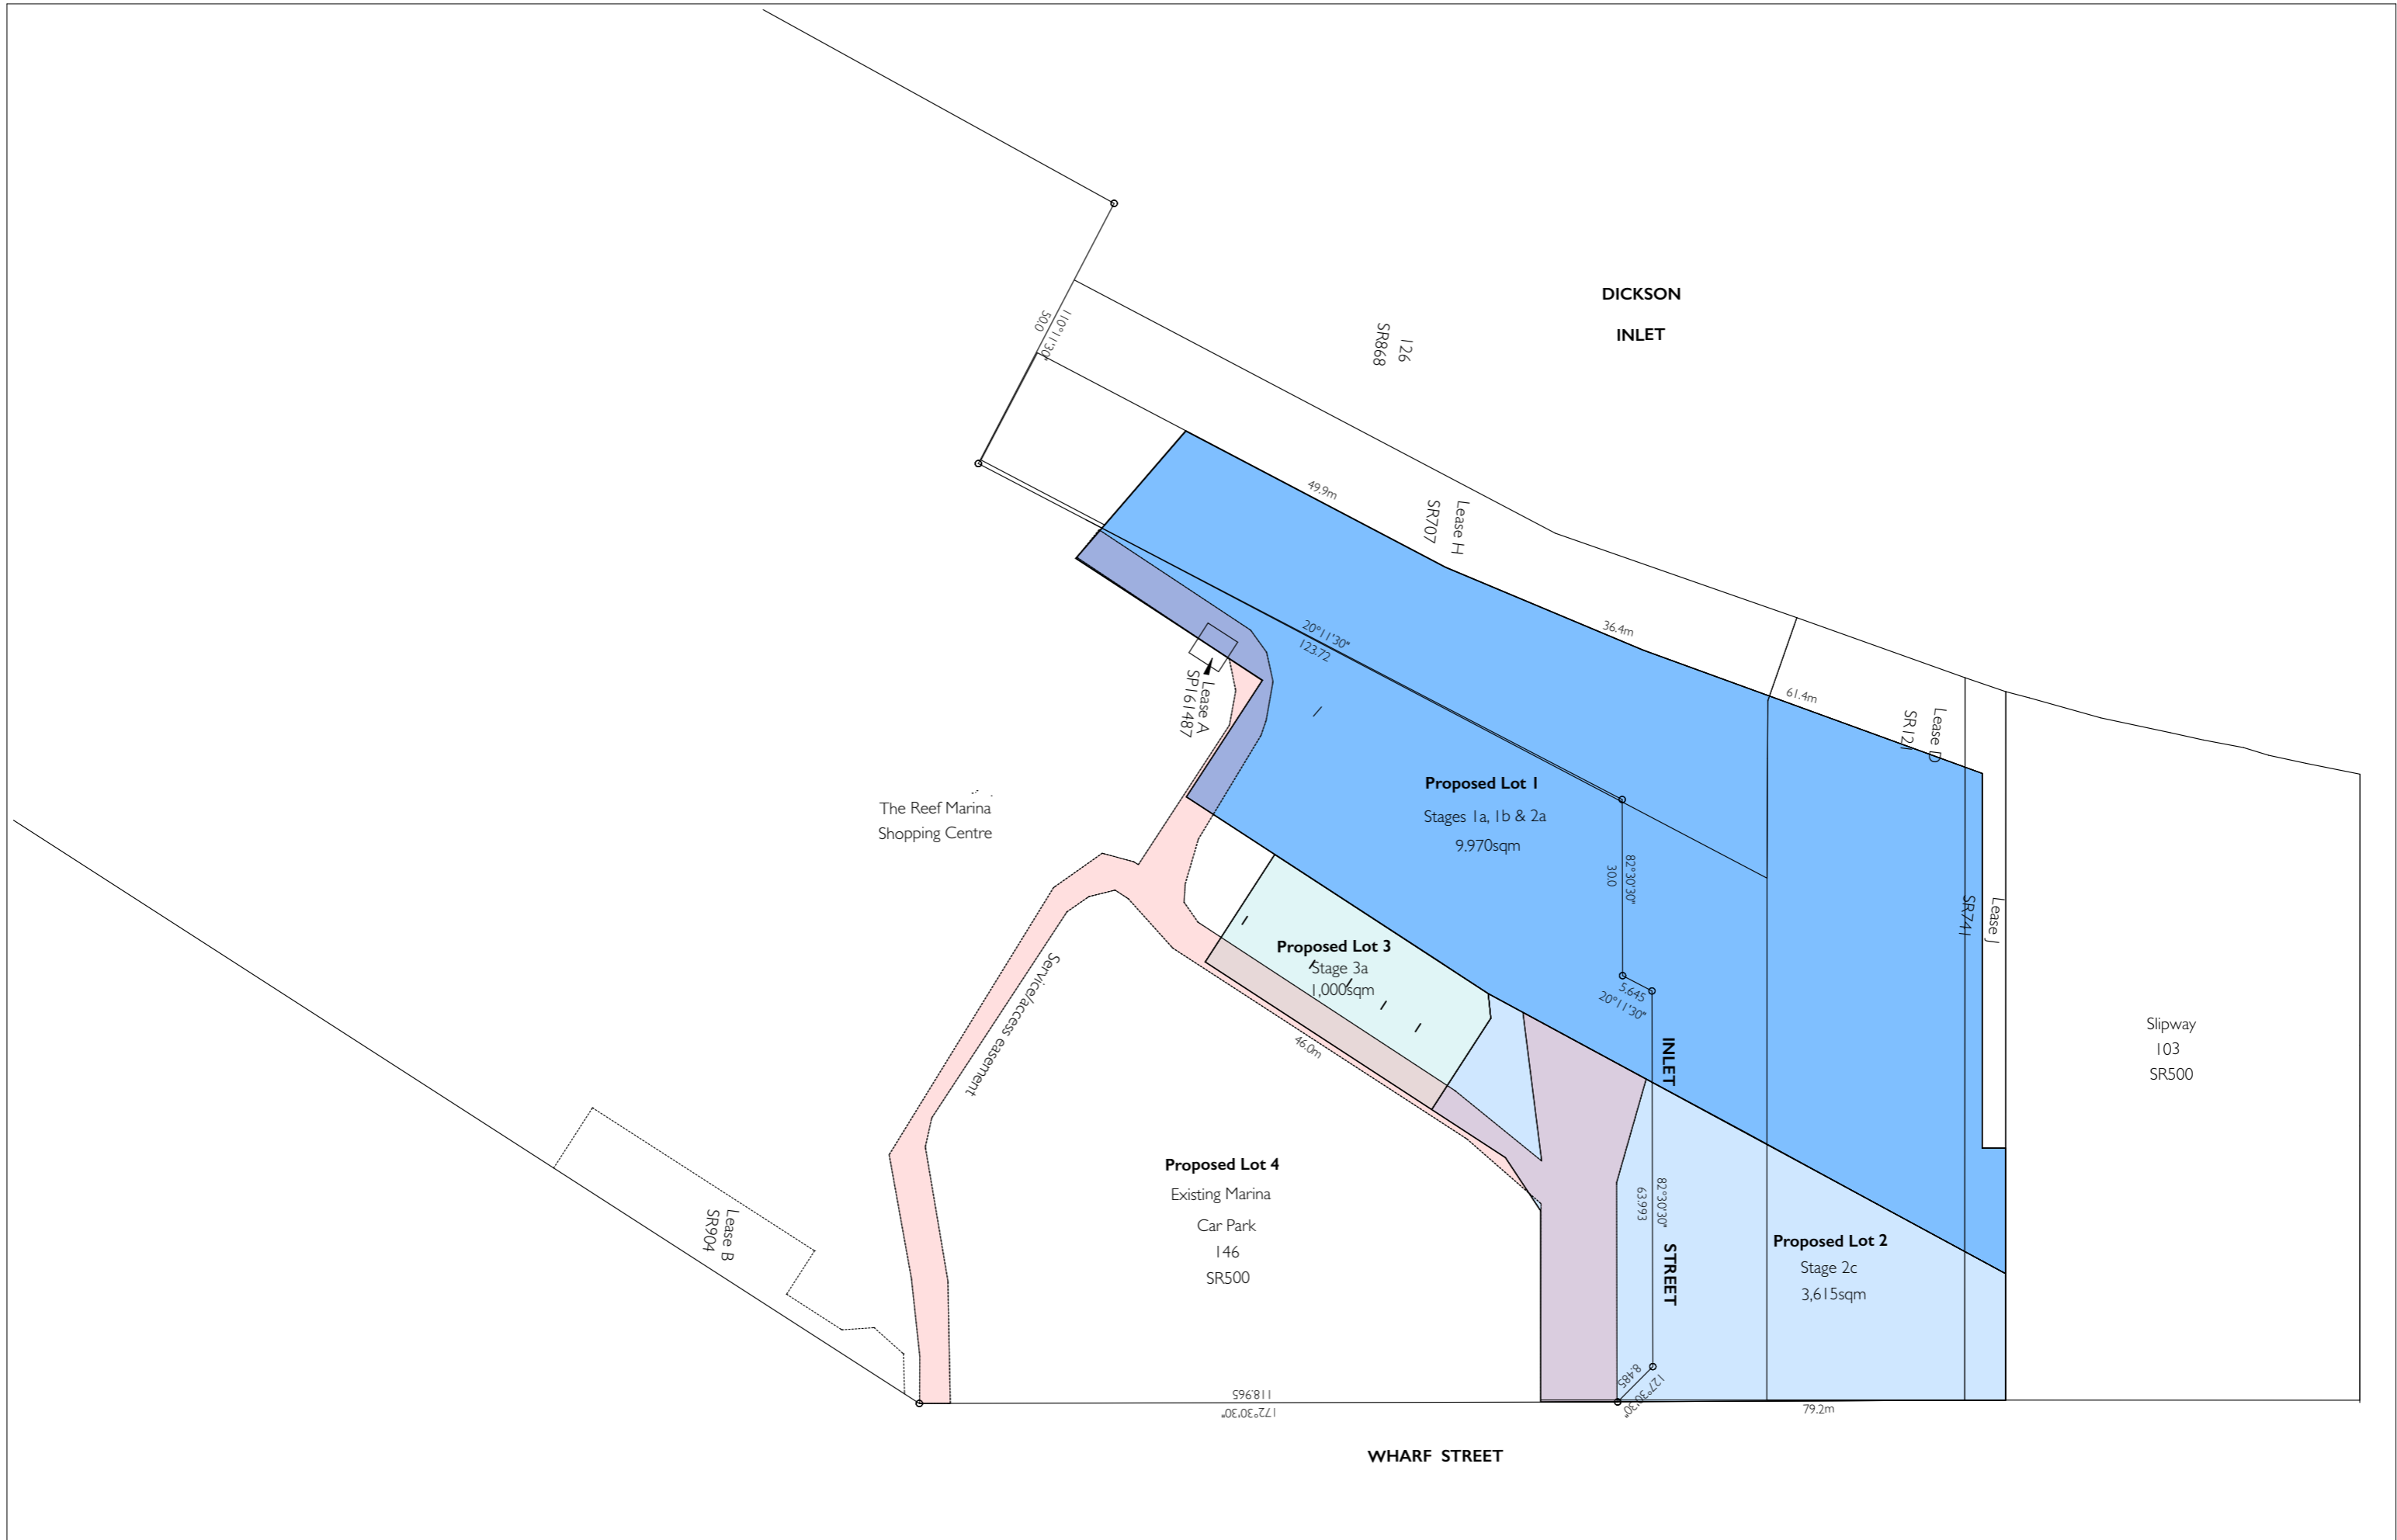 DICKSON
INLET
126
SR868
110°11'30"
50.0
49.9m
Lease H
SR707
36.4m
20°11'30"
123.72
61.4m
Lease A
SP161487
Lease D
SR121
Proposed Lot 1
Stages 1a, 1b & 2a
9.970sqm
The Reef Marina
Shopping Centre
82°30'30"
30.0
Lease J
SR741
Proposed Lot 3
Stage 3a
1,000sqm
5.645
20°11'30"
Service/access easement
46.0m
INLET
STREET
Slipway
103
SR500
Proposed Lot 4
Existing Marina
Car Park
146
SR500
82°30'30"
63.993
Lease B
SR904
Proposed Lot 2
Stage 2c
3,615sqm
8.485
127°30'30"
118.965
172°30'30"
79.2m
WHARF STREET